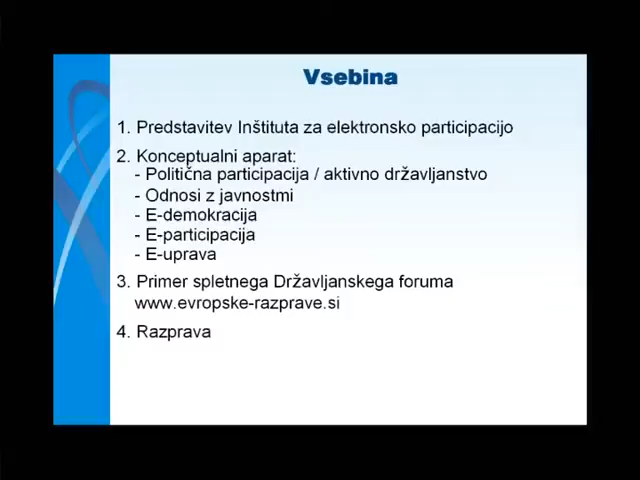 Vsebina
1. Predstavitev Inštituta za elektronsko participacijo
2. Konceptualni aparat:
- Politična participacija / aktivno državljanstvo
- Odnosi z javnostmi
- E-demokracija
- E-participacija
- E-uprava
3. Primer spletnega Državljanskega foruma
www.evropske-razprave.si
4. Razprava